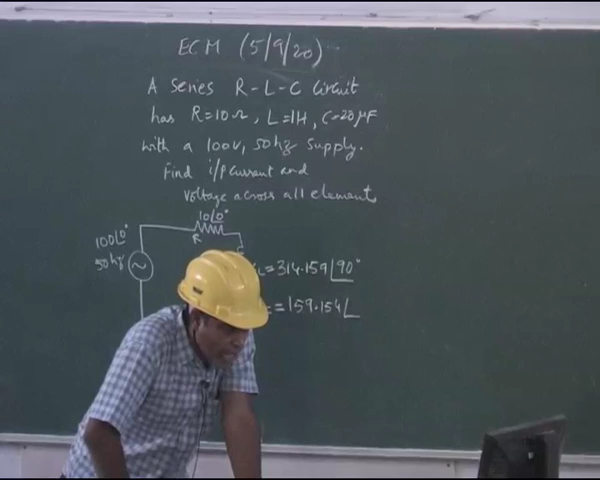 ECM (5/9/20)
A Series R-L-C Circuit
has R=10Ω, L=1H, C=20μF
with a 100V, 50hz supply.
Find i/p current and
voltage across all elements
10∠0°
100∠0°
50hz
R
L=314.159∠90°
=159.154∠